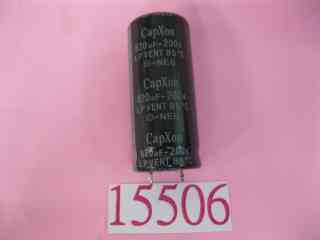 CapXon
820uF-200V
LP VENT 85°C
⊖-NEG
CapXon
820uF-200V
LP VENT 85°C
⊖-NEG
CapXon
820uF-200V
LP VENT 85°C
15506